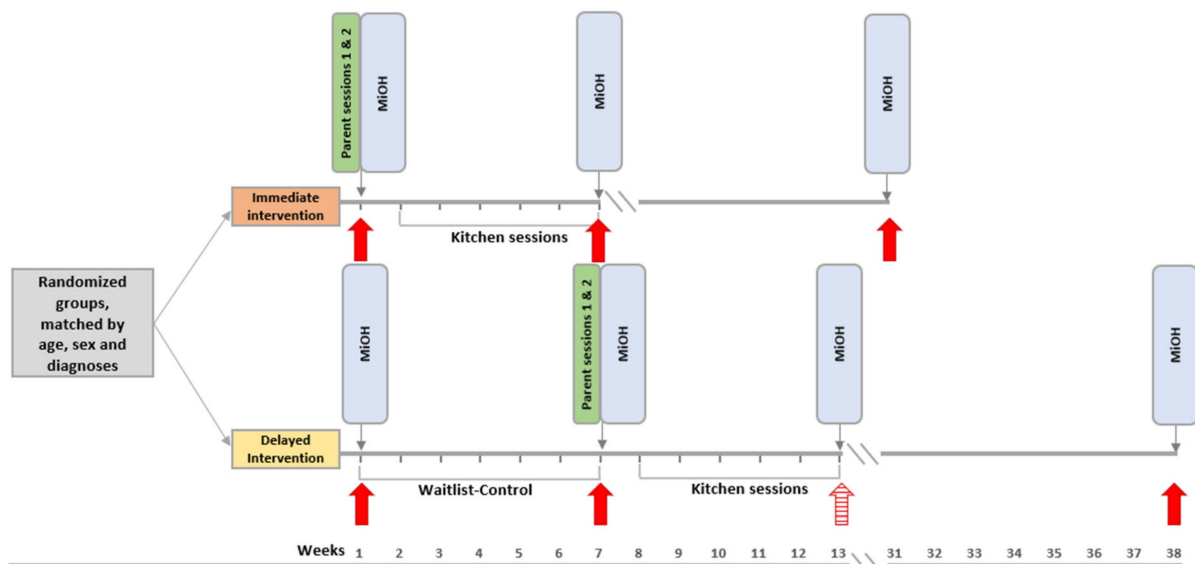 Parent sessions 1 & 2
MiOH
MiOH
MiOH
Immediate
intervention
Kitchen sessions
Randomized
groups,
matched by
age, sex and
diagnoses
MiOH
Parent sessions 1 & 2
MiOH
MiOH
MiOH
Delayed
Intervention
Waitlist-Control
Kitchen sessions
Weeks 1 2 3 4 5 6 7 8 9 10 11 12 13 31 32 33 34 35 36 37 38